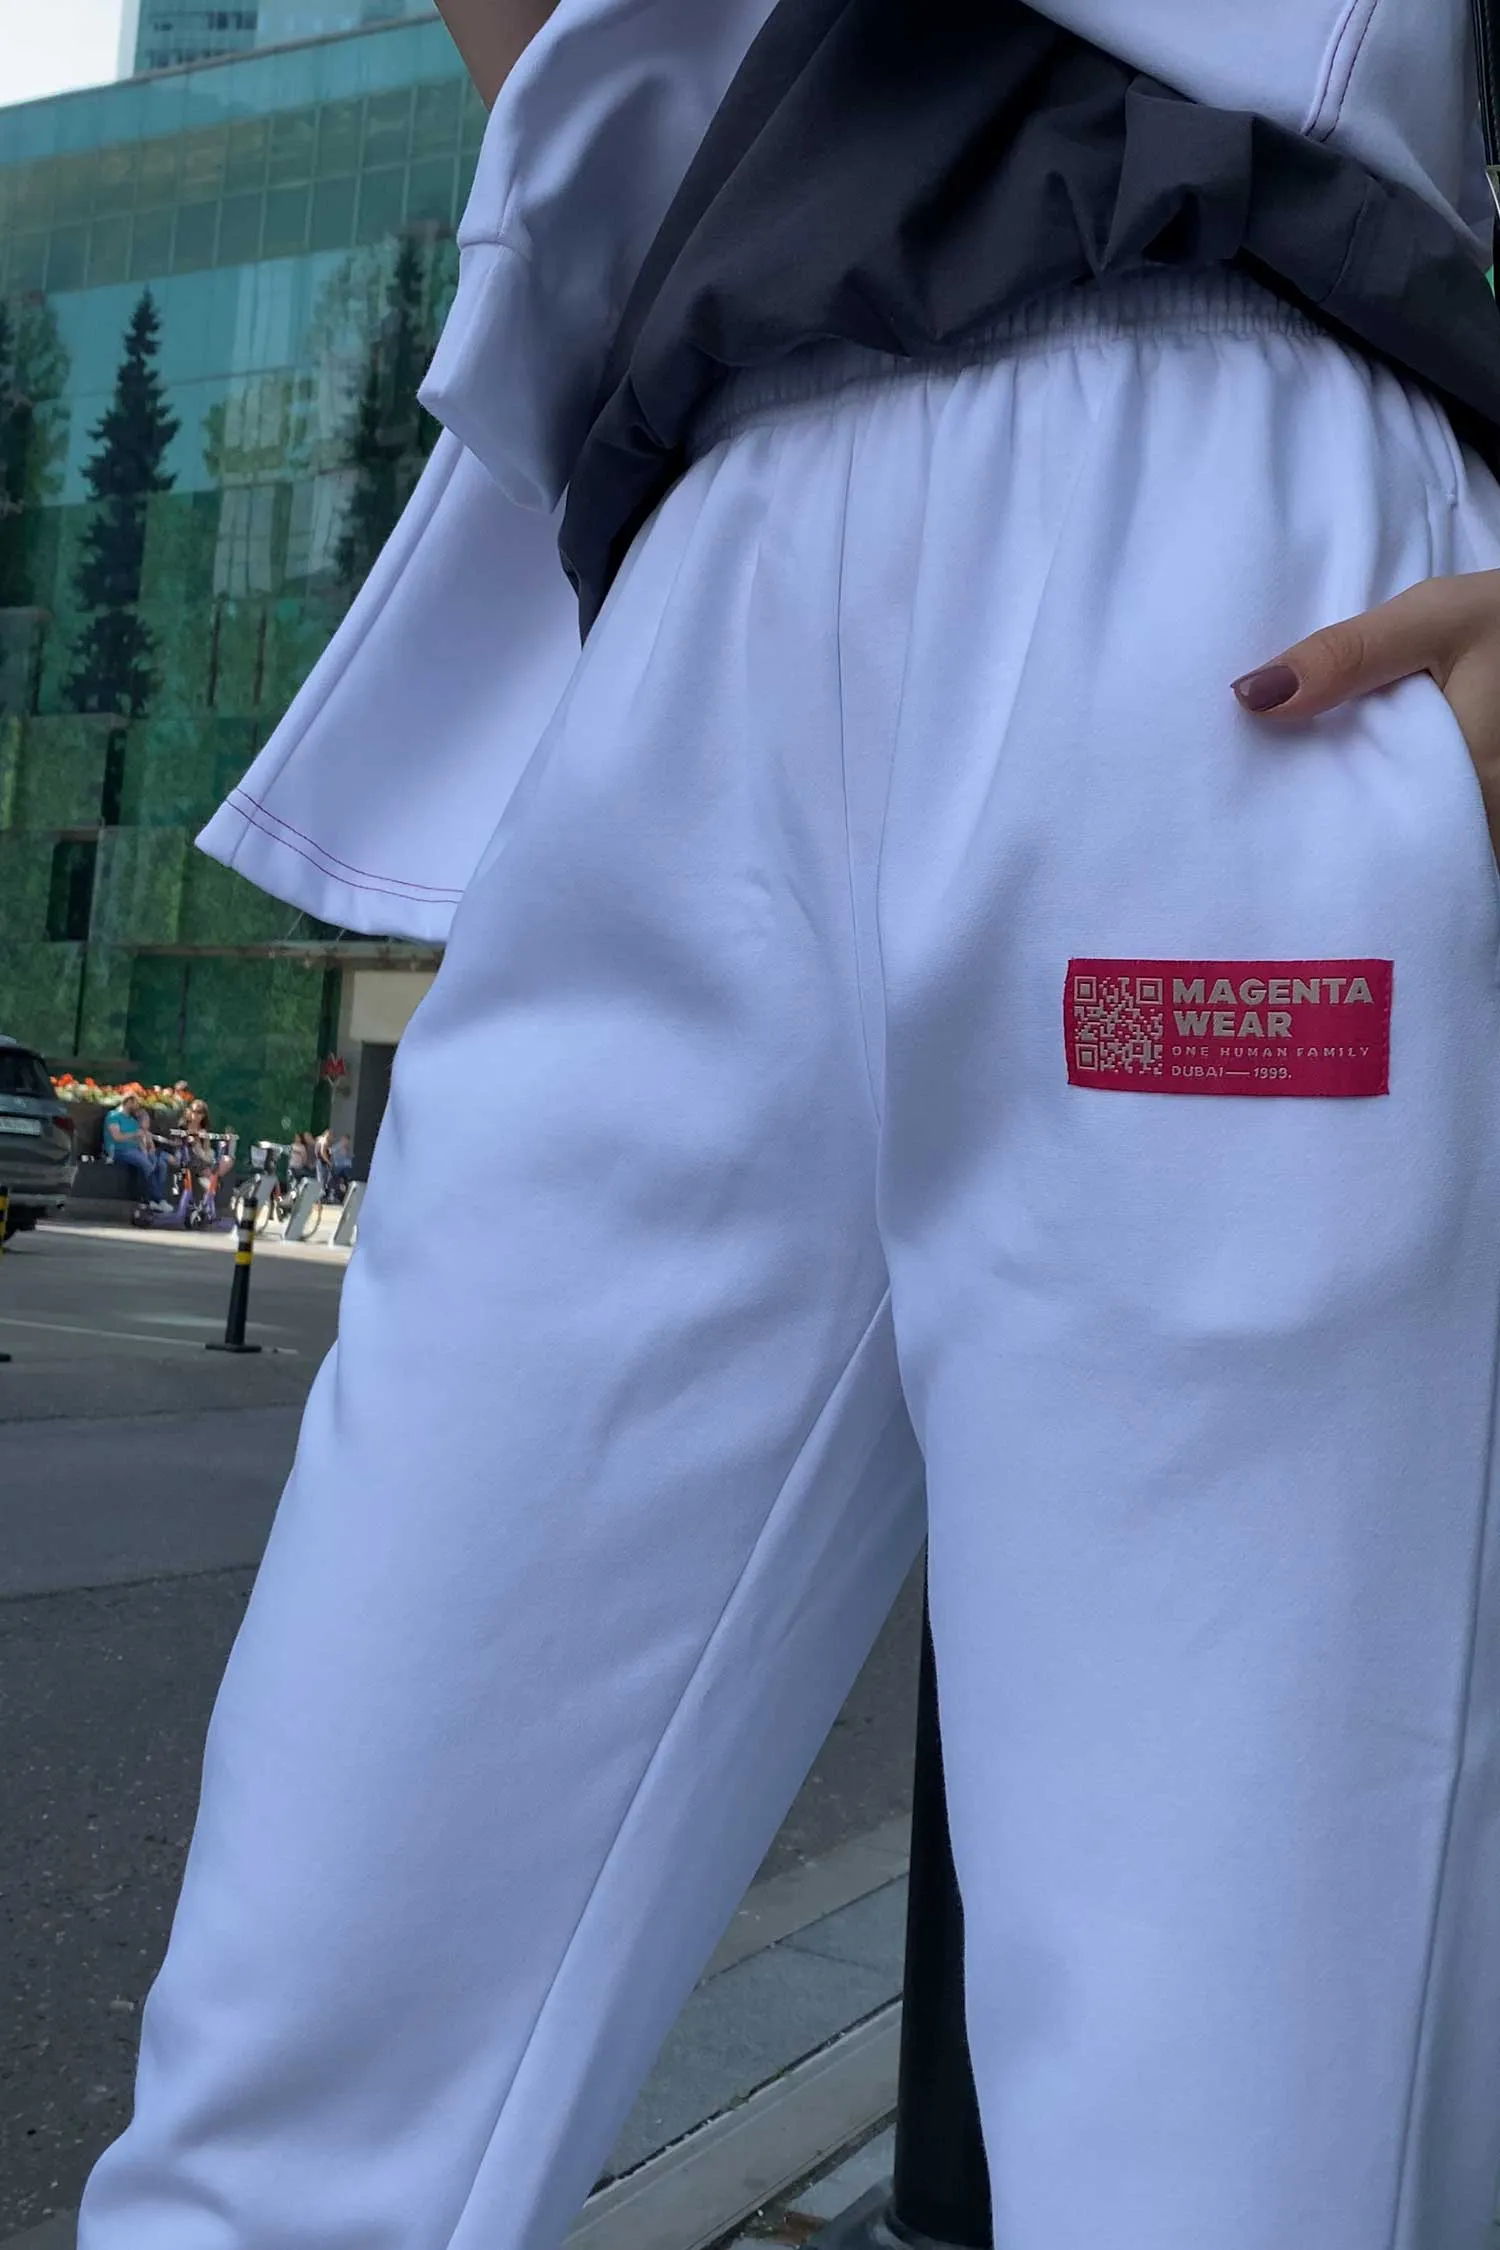 MAGENTA
WEAR
ONE HUMAN FAMILY
DUBAI — 1999.